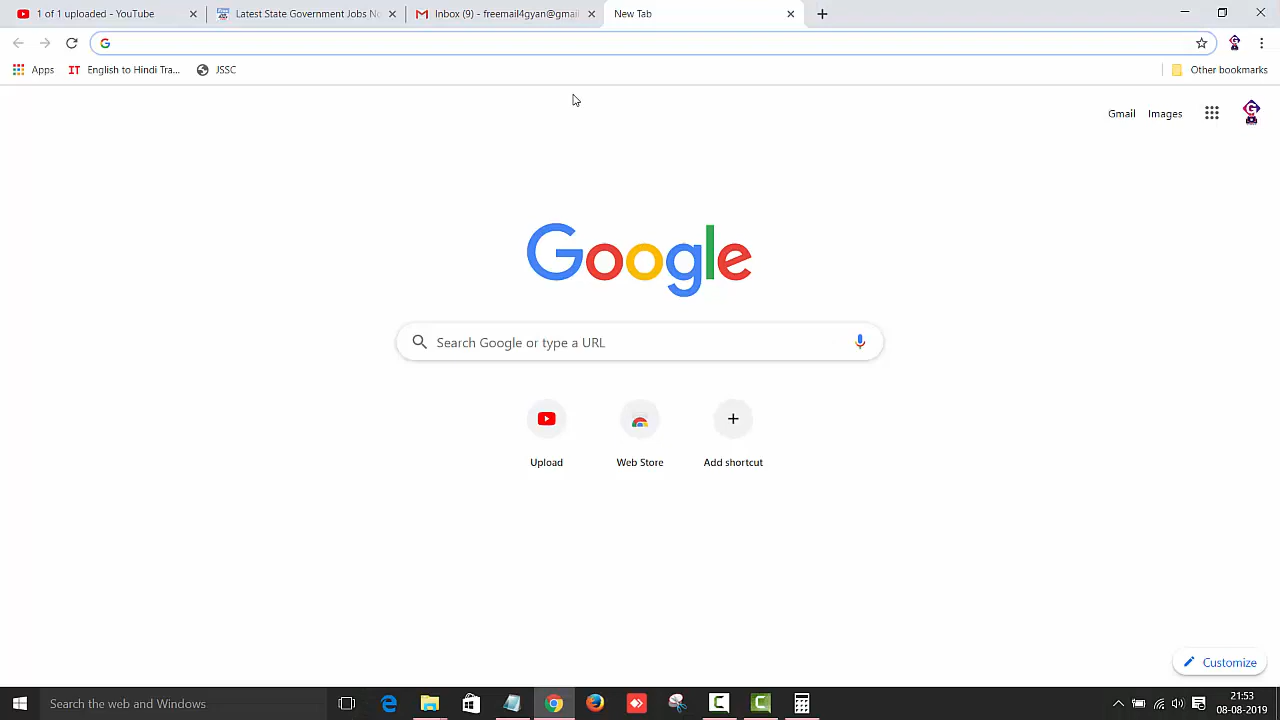 1 of 1 uploaded - YouTube
Latest State Government Jobs No
Inbox (9) - freemail4gyan@gmail
New Tab
Apps
English to Hindi Tra...
JSSC
Other bookmarks
Gmail
Images
Google
Search Google or type a URL
Upload
Web Store
Add shortcut
Customize
Search the web and Windows
21:53
08-08-2019